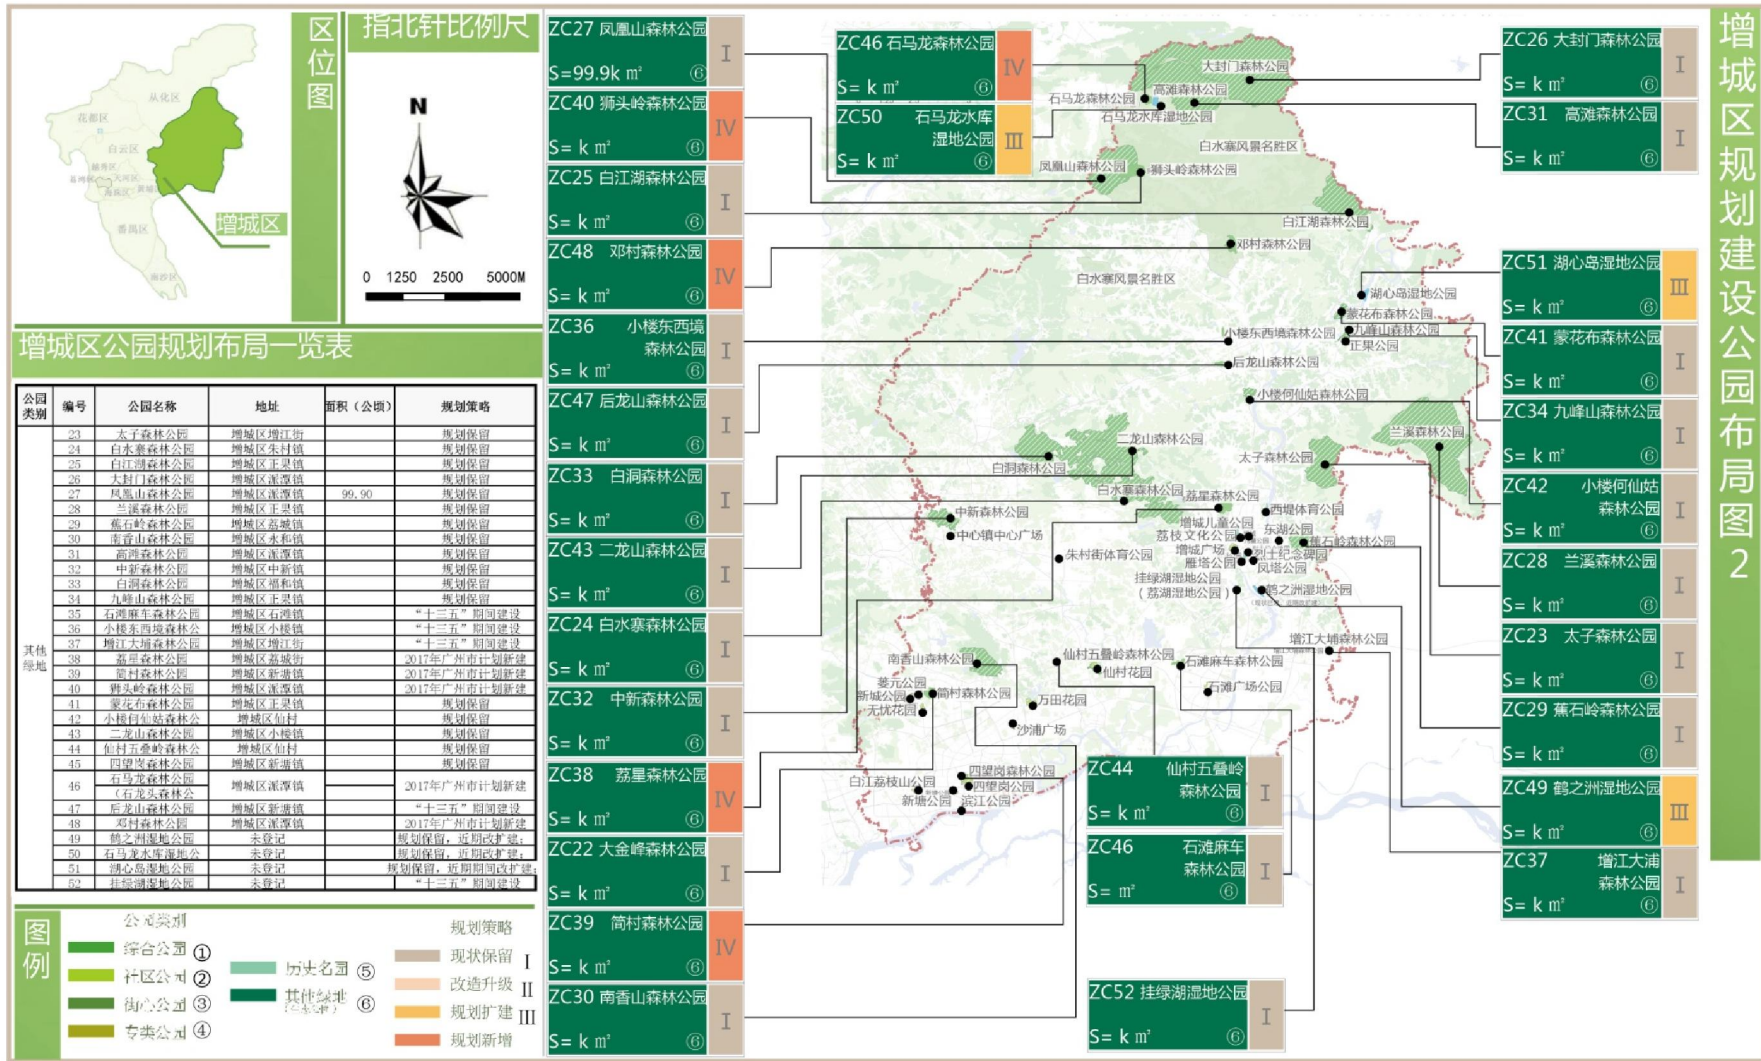 区位图
从化区
花都区
白云区
番禺区
南沙区
增城区
指北针比例尺
N
0 1250 2500 5000M
增城区公园规划布局一览表
公园类别 编号 公园名称 地址 面积（公顷） 规划策略
其他绿地
23 太子森林公园 增城区增江街 规划保留
24 白水寨森林公园 增城区朱村镇 规划保留
25 白江湖森林公园 增城区正果镇 规划保留
26 大封门森林公园 增城区派潭镇 规划保留
27 凤凰山森林公园 增城区派潭镇 99.90 规划保留
28 兰溪森林公园 增城区正果镇 规划保留
29 蕉石岭森林公园 增城区荔城镇 规划保留
30 南香山森林公园 增城区永和镇 规划保留
31 高滩森林公园 增城区派潭镇 规划保留
32 中新森林公园 增城区中新镇 规划保留
33 白洞森林公园 增城区福和镇 规划保留
34 九峰山森林公园 增城区正果镇 规划保留
35 石滩麻车森林公园 增城区石滩镇 “十三五”期间建设
36 小楼东西境森林公 增城区小楼镇 “十三五”期间建设
37 增江大埔森林公园 增城区增江街 “十三五”期间建设
38 荔星森林公园 增城区荔城街 2017年广州市计划新建
39 简村森林公园 增城区新塘镇 2017年广州市计划新建
40 狮头岭森林公园 增城区派潭镇 2017年广州市计划新建
41 蒙花布森林公园 增城区正果镇 规划保留
42 小楼何仙姑森林公 增城区仙村 规划保留
43 二龙山森林公园 增城区小楼镇 规划保留
44 仙村五叠岭森林公 增城区仙村 规划保留
45 四望岗森林公园 增城区新塘镇 规划保留
46 石马龙森林公园（石龙头森林公 增城区派潭镇 2017年广州市计划新建
47 后龙山森林公园 增城区新塘镇 “十三五”期间建设
48 邓村森林公园 增城区派潭镇 2017年广州市计划新建
49 鹤之洲湿地公园 未登记 规划保留，近期改扩建；
50 石马龙水库湿地公 未登记 规划保留，近期改扩建；
51 湖心岛湿地公园 未登记 规划保留，近期期间改扩建；
52 挂绿湖湿地公园 未登记 “十三五”期间建设
图例
公园类别
综合公园 ①
社区公园 ②
街心公园 ③
专类公园 ④
历史名园 ⑤
其他绿地 ⑥
规划策略
现状保留 Ⅰ
改造升级 Ⅱ
规划扩建 Ⅲ
规划新增
ZC27 凤凰山森林公园 Ⅰ
S=99.9k ㎡ ⑥
ZC40 狮头岭森林公园 Ⅳ
S= k ㎡ ⑥
ZC25 白江湖森林公园 Ⅰ
S= k ㎡ ⑥
ZC48 邓村森林公园 Ⅳ
S= k ㎡ ⑥
ZC36 小楼东西境
森林公园 Ⅰ
S= k ㎡ ⑥
ZC47 后龙山森林公园 Ⅰ
S= k ㎡ ⑥
ZC33 白洞森林公园 Ⅰ
S= k ㎡ ⑥
ZC43 二龙山森林公园 Ⅰ
S= k ㎡ ⑥
ZC24 白水寨森林公园 Ⅰ
S= k ㎡ ⑥
ZC32 中新森林公园 Ⅰ
S= k ㎡ ⑥
ZC38 荔星森林公园 Ⅳ
S= k ㎡ ⑥
ZC22 大金峰森林公园 Ⅰ
S= k ㎡ ⑥
ZC39 简村森林公园 Ⅳ
S= k ㎡ ⑥
ZC30 南香山森林公园 Ⅰ
S= k ㎡ ⑥
ZC46 石马龙森林公园 Ⅳ
S= k ㎡ ⑥
ZC50 石马龙水库
湿地公园 Ⅲ
S= k ㎡ ⑥
大封门森林公园
高滩森林公园
石马龙森林公园
石马龙水库湿地公园
白水寨风景名胜区
凤凰山森林公园
狮头岭森林公园
白江湖森林公园
邓村森林公园
白水寨风景名胜区
湖心岛湿地公园
蒙花布森林公园
九峰山森林公园
正果公园
小楼东西境森林公园
后龙山森林公园
小楼何仙姑森林公园
兰溪森林公园
二龙山森林公园
白洞森林公园
太子森林公园
白水寨森林公园
荔星森林公园
西堤体育公园
中新森林公园
中心镇中心广场
增城儿童公园
东湖公园
荔枝文化公园
蕉石岭森林公园
增城广场
烈士纪念碑园
雁塔公园
凤塔公园
朱村街体育公园
挂绿湖湿地公园
（荔湖湿地公园）
鹤之洲湿地公园
增江大埔森林公园
南香山森林公园
仙村五叠岭森林公园
石滩麻车森林公园
仙村花园
石滩广场公园
蒌元公园
新城公园
简村森林公园
无忧花园
万田花园
沙浦广场
四望岗森林公园
白江荔枝山公园
四望岗公园
新塘公园
滨江公园
ZC44 仙村五叠岭
森林公园 Ⅰ
S= k ㎡ ⑥
ZC46 石滩麻车
森林公园 Ⅰ
S= ㎡ ⑥
ZC52 挂绿湖湿地公园 Ⅰ
S= k ㎡ ⑥
ZC26 大封门森林公园 Ⅰ
S= k ㎡ ⑥
ZC31 高滩森林公园 Ⅰ
S= k ㎡ ⑥
ZC51 湖心岛湿地公园 Ⅲ
S= k ㎡ ⑥
ZC41 蒙花布森林公园 Ⅰ
S= k ㎡ ⑥
ZC34 九峰山森林公园 Ⅰ
S= k ㎡ ⑥
ZC42 小楼何仙姑
森林公园 Ⅰ
S= k ㎡ ⑥
ZC28 兰溪森林公园 Ⅰ
S= k ㎡ ⑥
ZC23 太子森林公园 Ⅰ
S= k ㎡ ⑥
ZC29 蕉石岭森林公园 Ⅰ
S= k ㎡ ⑥
ZC49 鹤之洲湿地公园 Ⅲ
S= k ㎡ ⑥
ZC37 增江大浦
森林公园 Ⅰ
S= k ㎡ ⑥
增城区规划建设公园布局图2